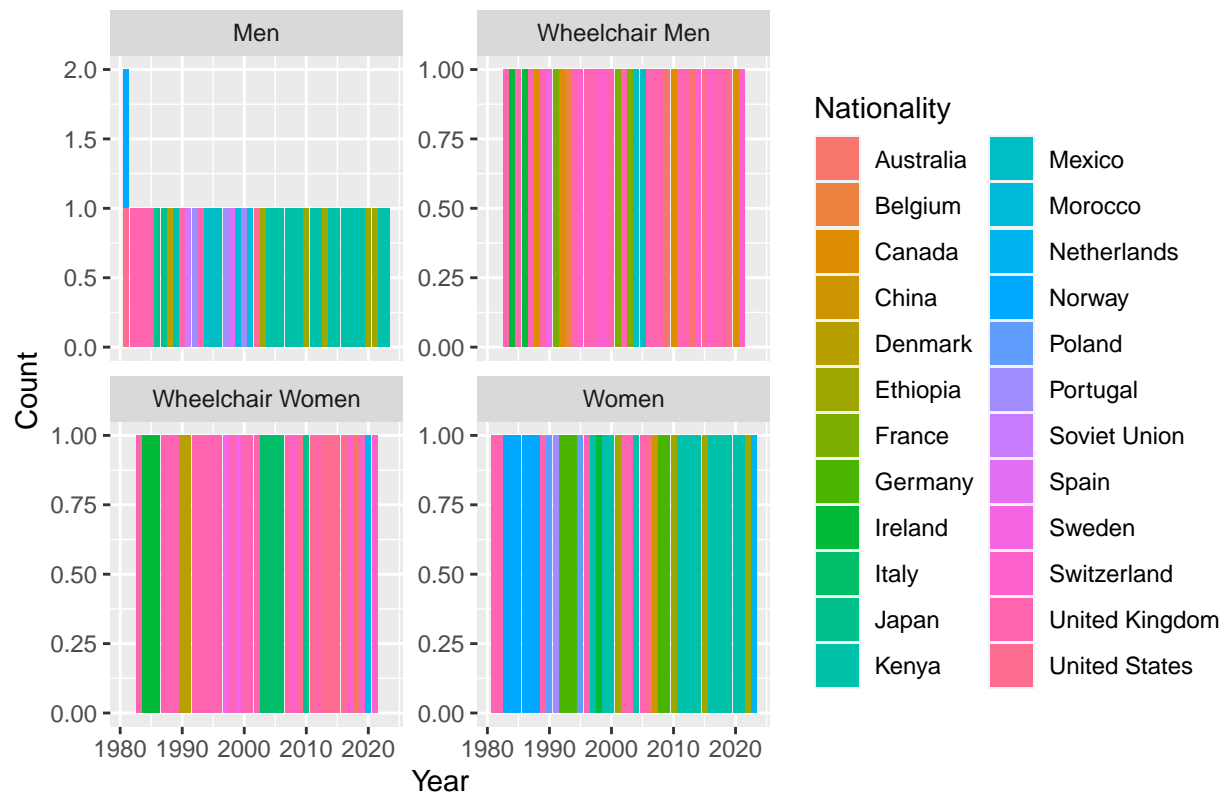 Men
Wheelchair Men
2.0
1.5
1.0
0.5
0.0
1.00
0.75
0.50
0.25
0.00
Wheelchair Women
Women
1.00
0.75
0.50
0.25
0.00
1.00
0.75
0.50
0.25
0.00
1980 1990 2000 2010 2020
1980 1990 2000 2010 2020
Year
Count
Nationality
Australia
Belgium
Canada
China
Denmark
Ethiopia
France
Germany
Ireland
Italy
Japan
Kenya
Mexico
Morocco
Netherlands
Norway
Poland
Portugal
Soviet Union
Spain
Sweden
Switzerland
United Kingdom
United States